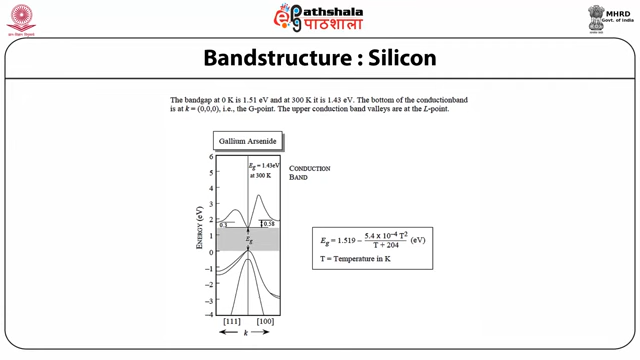 ePathshala
पाठशाला
MHRD
Govt. of India
Bandstructure : Silicon
The bandgap at 0 K is 1.51 eV and at 300 K it is 1.43 eV. The bottom of the conductionband
is at k = (0,0,0), i.e., the G-point. The upper conduction band valleys are at the L-point.
Gallium Arsenide
Eg = 1.43eV
at 300 K
CONDUCTION
BAND
ENERGY (eV)
6
5
4
3
2
1
0
−1
−2
−3
−4
0.3
0.58
Eg
[111] [100]
k
Eg = 1.519 − 5.4 x 10⁻⁴ T² / T + 204 (eV)
T = Temperature in K